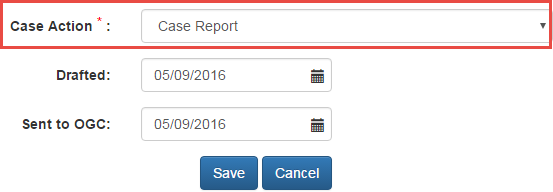 Case Action * : Case Report
Drafted: 05/09/2016
Sent to OGC: 05/09/2016
Save Cancel